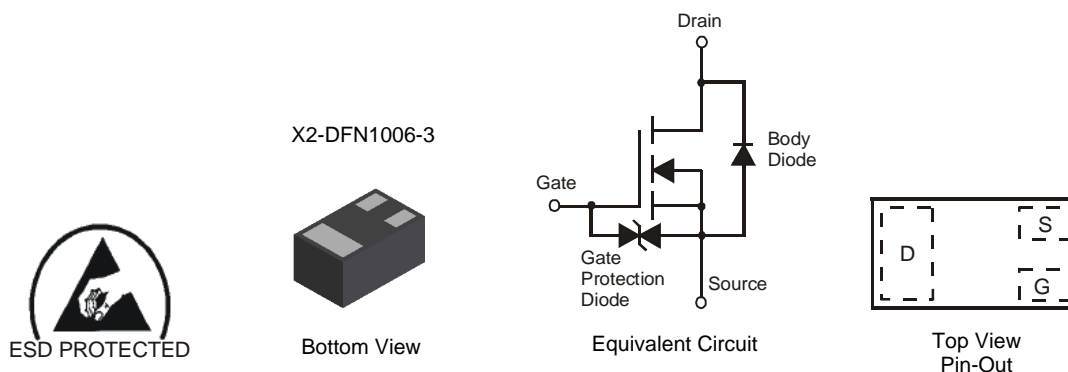 Drain
X2-DFN1006-3
Body
Diode
Gate
S
D
Gate
Protection
Diode
Source
G
ESD PROTECTED
Bottom View
Equivalent Circuit
Top View
Pin-Out